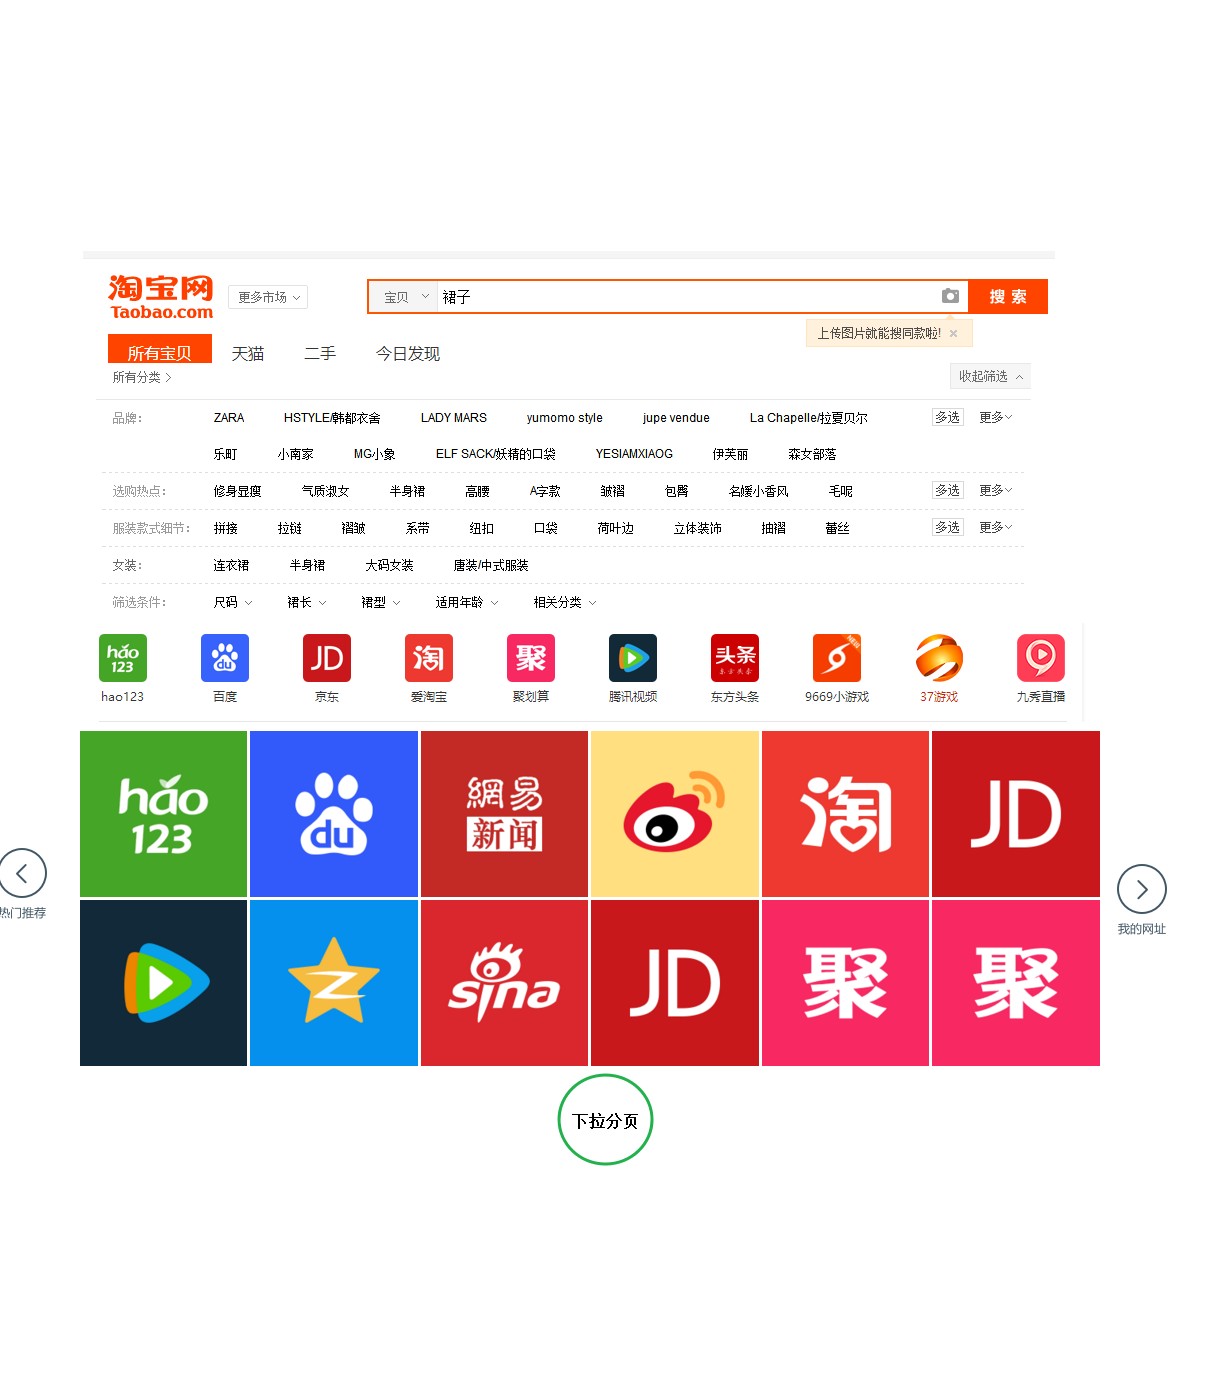 淘宝网
Taobao.com
更多市场
宝贝 裙子 搜索
上传图片就能搜同款啦! ×
所有宝贝 天猫 二手 今日发现
所有分类 >
收起筛选
品牌: ZARA HSTYLE/韩都衣舍 LADY MARS yumomo style jupe vendue La Chapelle/拉夏贝尔 多选 更多
乐町 小南家 MG小象 ELF SACK/妖精的口袋 YESIAMXIAOG 伊芙丽 森女部落
选购热点: 修身显瘦 气质淑女 半身裙 高腰 A字款 皱褶 包臀 名媛小香风 毛呢 多选 更多
服装款式细节: 拼接 拉链 褶皱 系带 纽扣 口袋 荷叶边 立体装饰 抽褶 蕾丝 多选 更多
女装: 连衣裙 半身裙 大码女装 唐装/中式服装
筛选条件: 尺码 裙长 裙型 适用年龄 相关分类
hao 123 du JD 淘 聚 头条 NEW
hao123 百度 京东 爱淘宝 聚划算 腾讯视频 东方头条 9669小游戏 37游戏 九秀直播
hao 123 du 網易 新闻 淘 JD
sina JD 聚 聚
热门推荐
我的网址
下拉分页